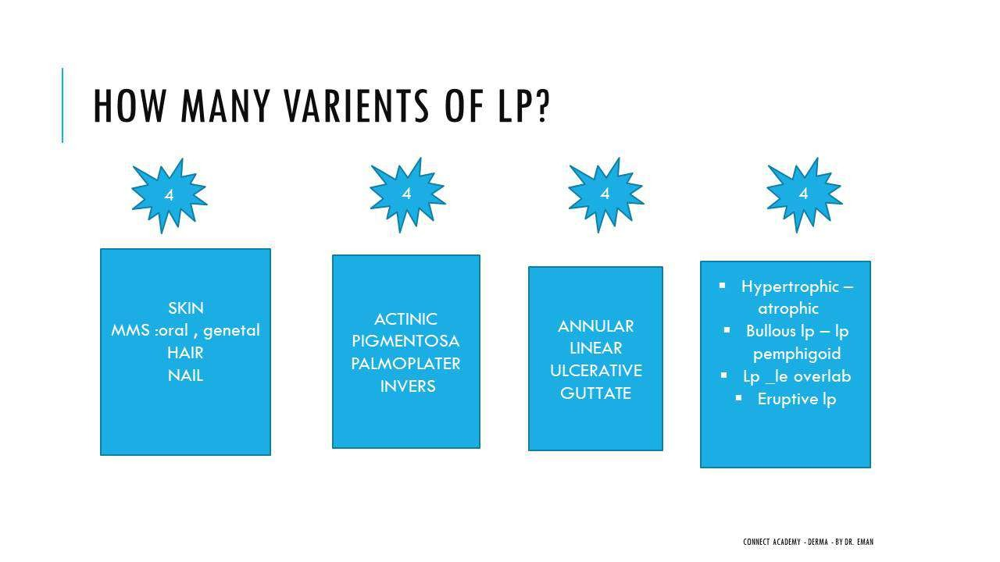 HOW MANY VARIENTS OF LP?
4
4
4
4
SKIN
MMS :oral , genetal
HAIR
NAIL
ACTINIC
PIGMENTOSA
PALMOPLATER
INVERS
ANNULAR
LINEAR
ULCERATIVE
GUTTATE
▪ Hypertrophic –
atrophic
▪ Bullous lp – lp
pemphigoid
▪ Lp _le overlab
▪ Eruptive lp
CONNECT ACADEMY - DERMA - BY DR. EMAN